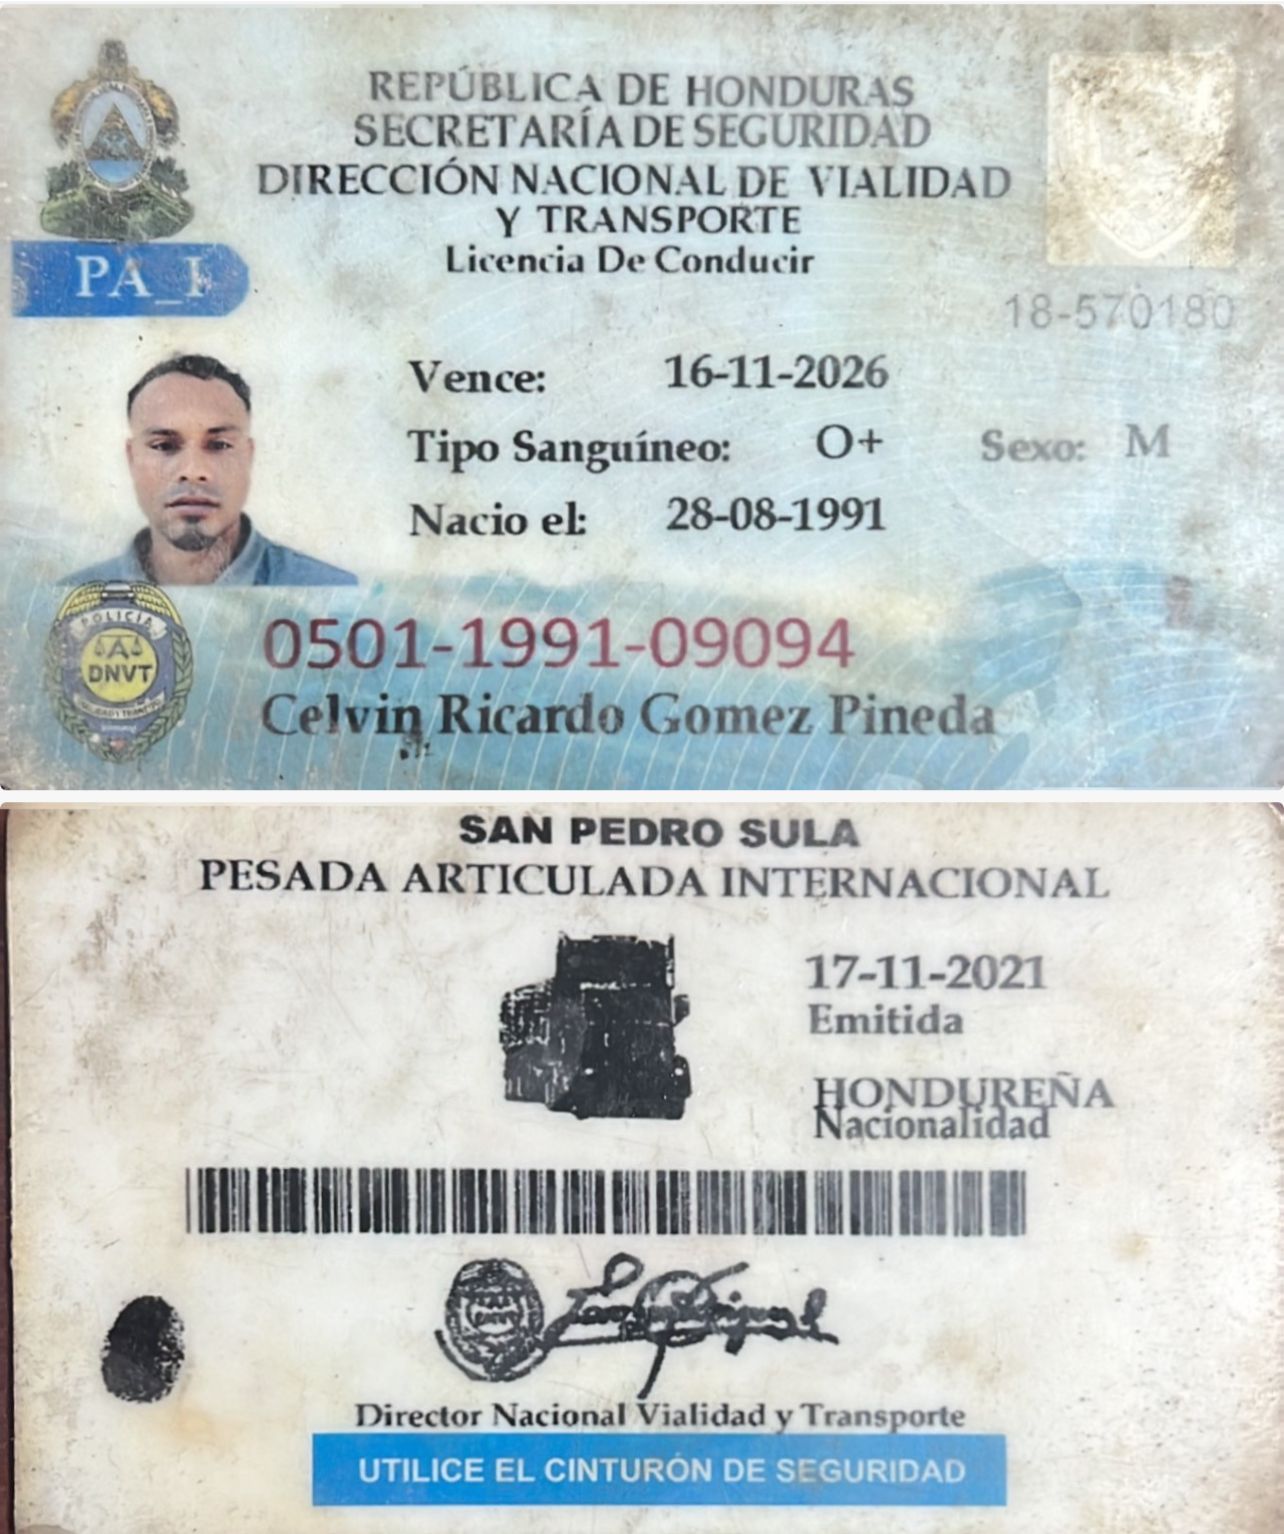 REPÚBLICA DE HONDURAS
SECRETARÍA DE SEGURIDAD
DIRECCIÓN NACIONAL DE VIALIDAD
Y TRANSPORTE
Licencia De Conducir
PA_I
18-570180
Vence: 16-11-2026
Tipo Sanguíneo: O+ Sexo: M
Nacio el: 28-08-1991
POLICIA
DNVT
0501-1991-09094
Celvin Ricardo Gomez Pineda
SAN PEDRO SULA
PESADA ARTICULADA INTERNACIONAL
17-11-2021
Emitida
HONDUREÑA
Nacionalidad
Director Nacional Vialidad y Transporte
UTILICE EL CINTURÓN DE SEGURIDAD